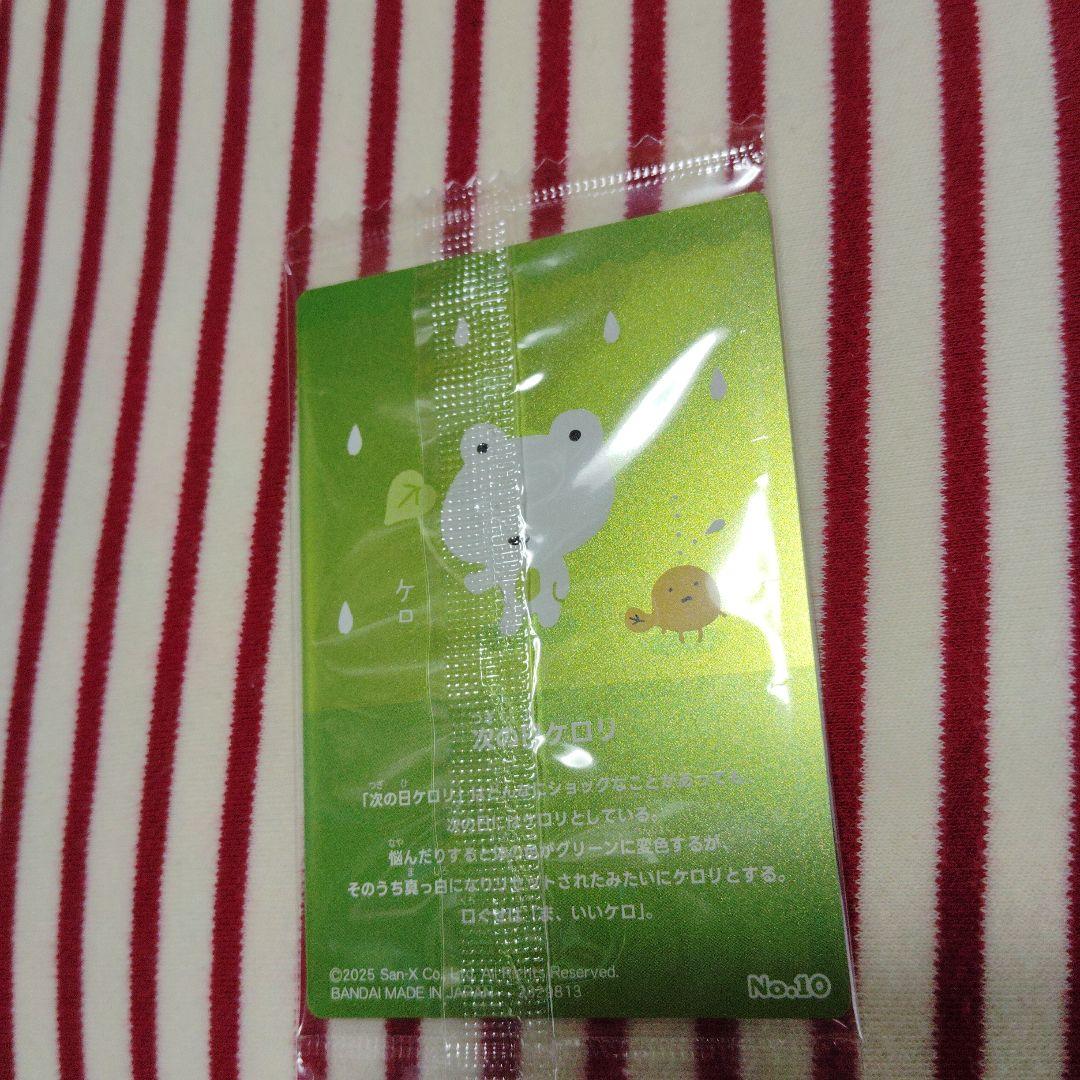 ケロ
次の日ケロリ
「次の日ケロリ」はどんなにショックなことがあっても、
次の日にはケロリとしている。
悩んだりすると体の色がグリーンに変色するが、
そのうち真っ白になりリセットされたみたいにケロリとする。
口ぐせは「ま、いいケロ」。
©2025 San-X Co., Ltd. All Rights Reserved.
BANDAI MADE IN JAPAN
No.10